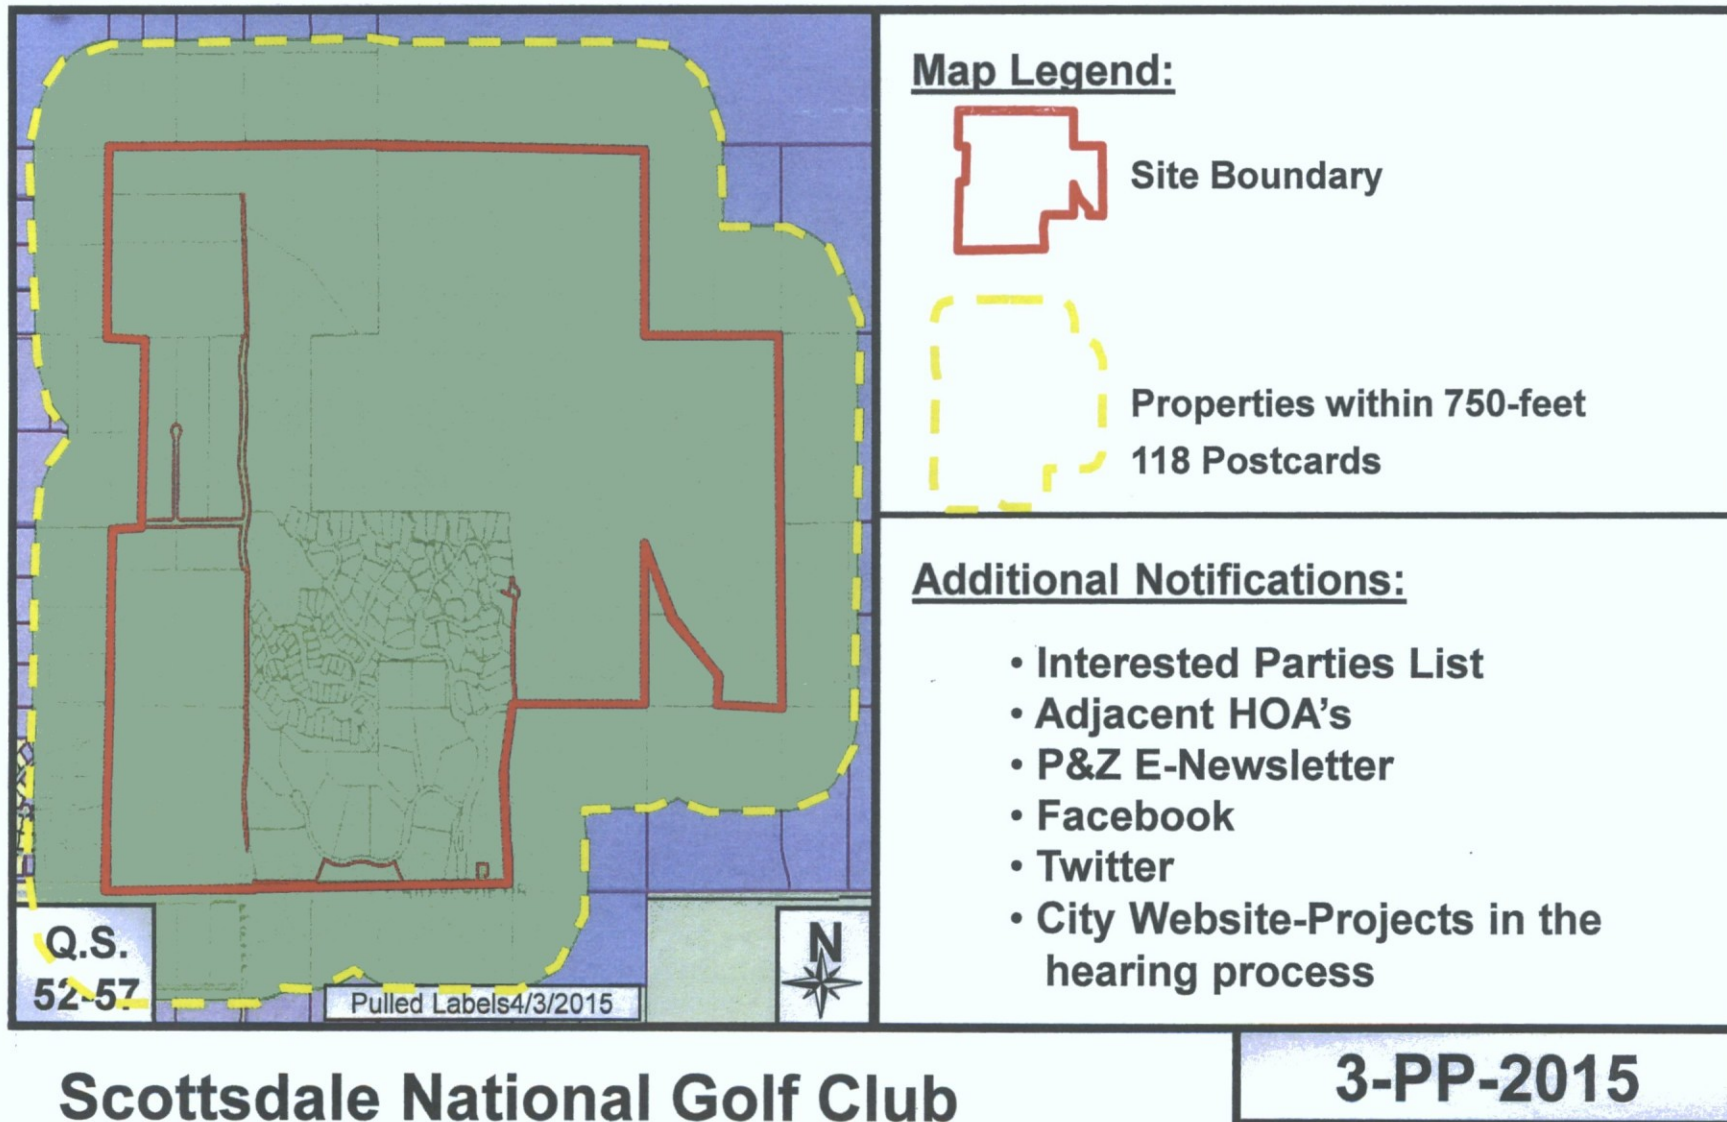 Map Legend:
Site Boundary
Properties within 750-feet
118 Postcards
Additional Notifications:
• Interested Parties List
• Adjacent HOA's
• P&Z E-Newsletter
• Facebook
• Twitter
• City Website-Projects in the
hearing process
Q.S.
52-57
Pulled Labels4/3/2015
N
Scottsdale National Golf Club
3-PP-2015